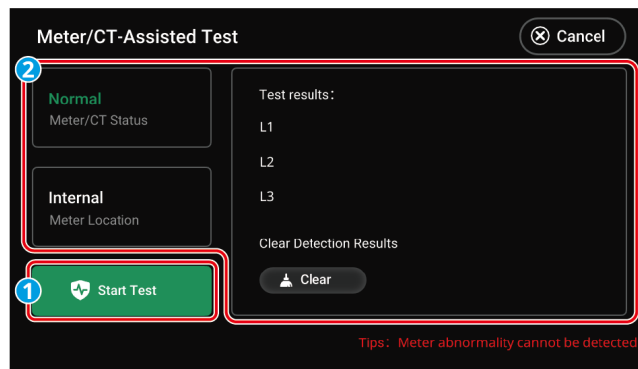 Meter/CT-Assisted Test
Cancel
2
Normal
Meter/CT Status
Internal
Meter Location
1
Start Test
Test results:
L1
L2
L3
Clear Detection Results
Clear
Tips: Meter abnormality cannot be detected